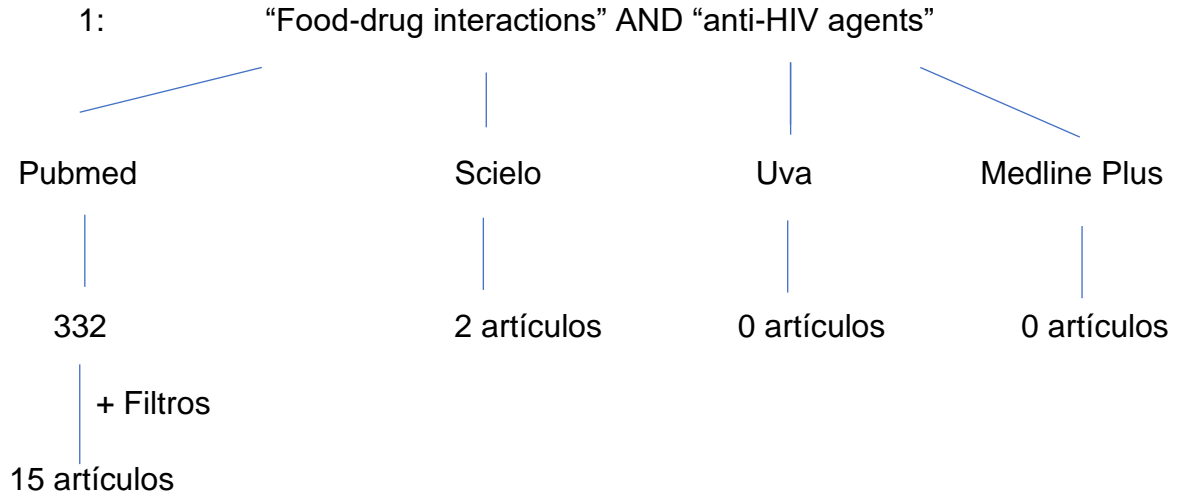 1: “Food-drug interactions” AND “anti-HIV agents”
Pubmed Scielo Uva Medline Plus
332 2 artículos 0 artículos 0 artículos
+ Filtros
15 artículos